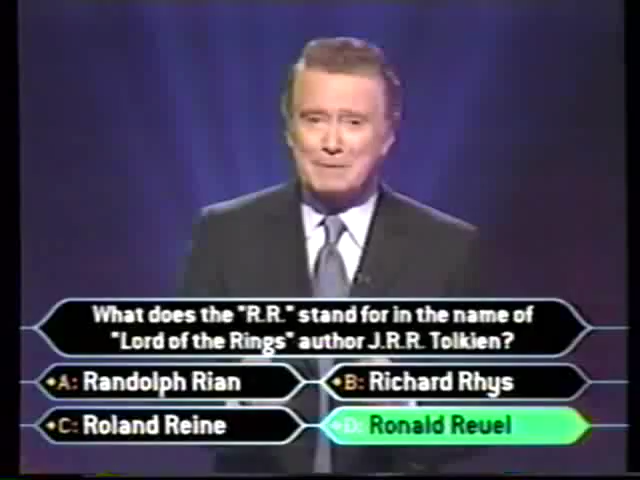 What does the "R.R." stand for in the name of
"Lord of the Rings" author J.R.R. Tolkien?
A: Randolph Rian
B: Richard Rhys
C: Roland Reine
D: Ronald Reuel